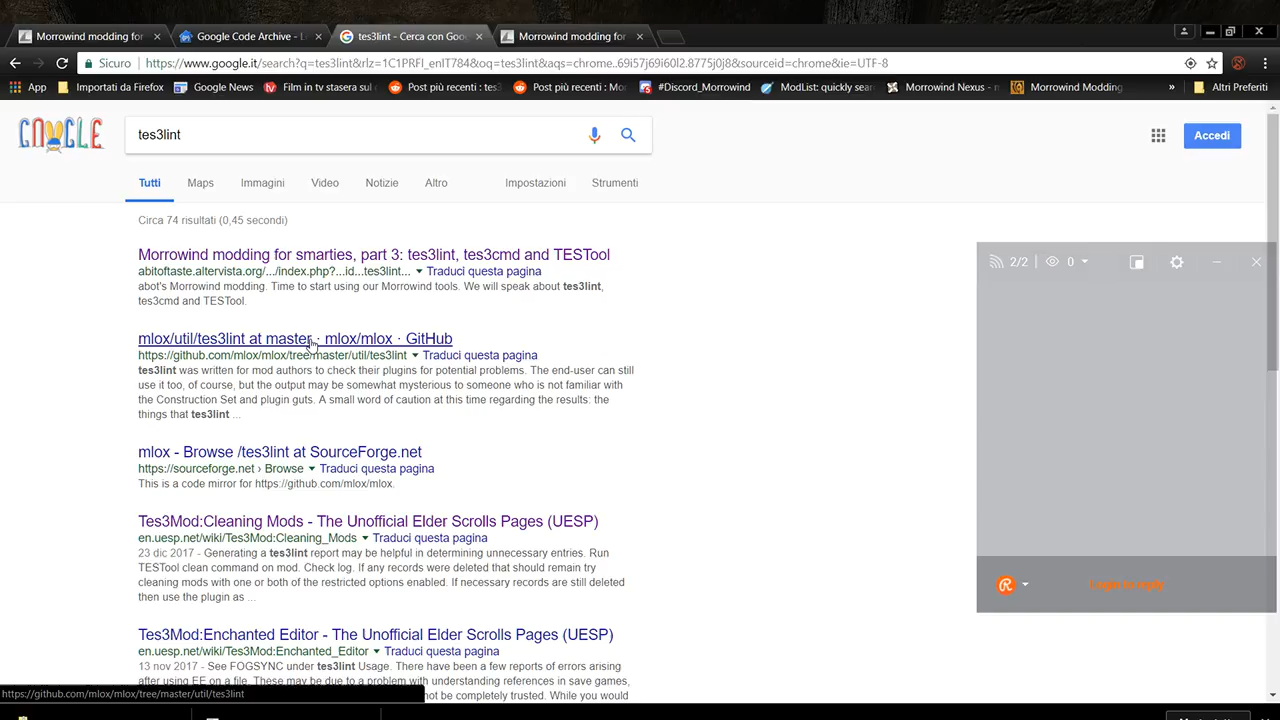 Morrowind modding for
Google Code Archive - L
tes3lint - Cerca con Goo
Morrowind modding for
Sicuro
https://www.google.it/search?q=tes3lint&rlz=1C1PRFI_enIT784&oq=tes3lint&aqs=chrome..69i57j69i60l2.8775j0j8&sourceid=chrome&ie=UTF-8
App
Importati da Firefox
Google News
Film in tv stasera sul
Post più recenti : tes3
Post più recenti : Mo
#Discord_Morrowind
ModList: quickly sear
Morrowind Nexus - m
Morrowind Modding
»
Altri Preferiti
tes3lint
Accedi
Tutti
Maps
Immagini
Video
Notizie
Altro
Impostazioni
Strumenti
Circa 74 risultati (0,45 secondi)
Morrowind modding for smarties, part 3: tes3lint, tes3cmd and TESTool
abitoftaste.altervista.org/.../index.php?...id...tes3lint... Traduci questa pagina
abot's Morrowind modding. Time to start using our Morrowind tools. We will speak about tes3lint,
tes3cmd and TESTool.
mlox/util/tes3lint at master · mlox/mlox · GitHub
https://github.com/mlox/mlox/tree/master/util/tes3lint Traduci questa pagina
tes3lint was written for mod authors to check their plugins for potential problems. The end-user can still
use it too, of course, but the output may be somewhat mysterious to someone who is not familiar with
the Construction Set and plugin guts. A small word of caution at this time regarding the results: the
things that tes3lint ...
mlox - Browse /tes3lint at SourceForge.net
https://sourceforge.net › Browse Traduci questa pagina
This is a code mirror for https://github.com/mlox/mlox.
Tes3Mod:Cleaning Mods - The Unofficial Elder Scrolls Pages (UESP)
en.uesp.net/wiki/Tes3Mod:Cleaning_Mods Traduci questa pagina
23 dic 2017 - Generating a tes3lint report may be helpful in determining unnecessary entries. Run
TESTool clean command on mod. Check log. If any records were deleted that should remain try
cleaning mods with one or both of the restricted options enabled. If necessary records are still deleted
then use the plugin as ...
Tes3Mod:Enchanted Editor - The Unofficial Elder Scrolls Pages (UESP)
en.uesp.net/wiki/Tes3Mod:Enchanted_Editor Traduci questa pagina
13 nov 2017 - See FOGSYNC under tes3lint Usage. There have been a few reports of errors arising
after using EE on a file. These may be due to a problem with understanding references in save games,
not be completely trusted. While you would
https://github.com/mlox/mlox/tree/master/util/tes3lint
2/2
0
Login to reply